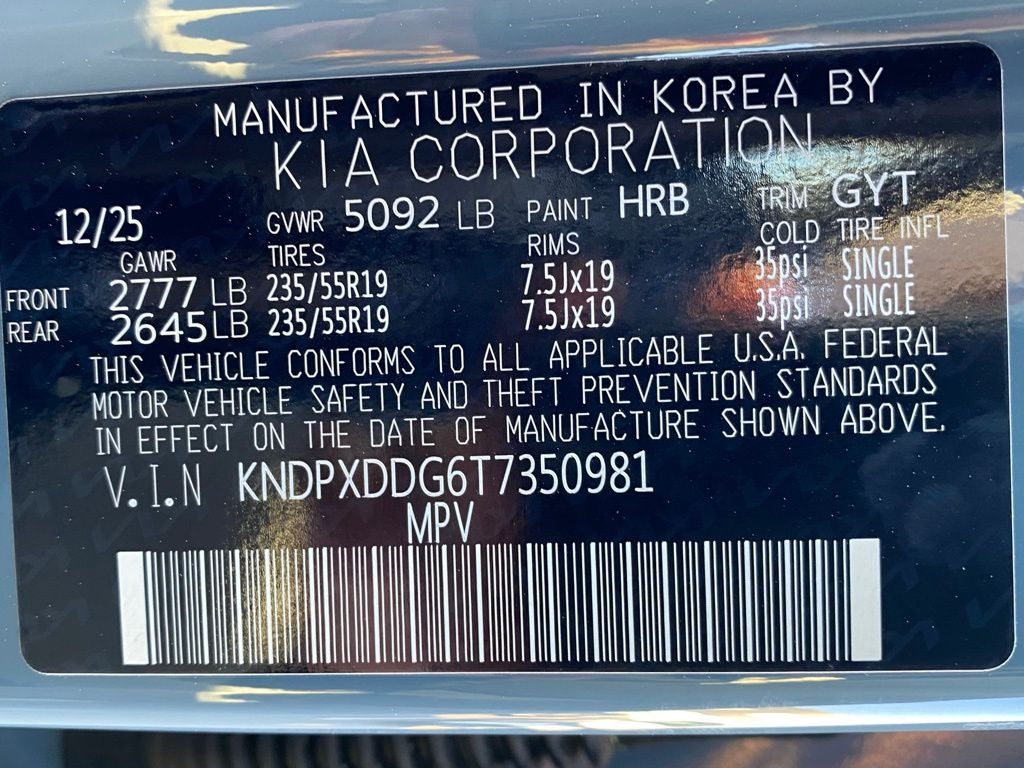 MANUFACTURED IN KOREA BY
KIA CORPORATION
12/25 GVWR 5092 LB PAINT HRB TRIM GYT
GAWR TIRES RIMS COLD TIRE INFL
FRONT 2777 LB 235/55R19 7.5Jx19 35psi SINGLE
REAR 2645 LB 235/55R19 7.5Jx19 35psi SINGLE
THIS VEHICLE CONFORMS TO ALL APPLICABLE U.S.A. FEDERAL
MOTOR VEHICLE SAFETY AND THEFT PREVENTION STANDARDS
IN EFFECT ON THE DATE OF MANUFACTURE SHOWN ABOVE.
V.I.N KNDPXDDG6T7350981
MPV